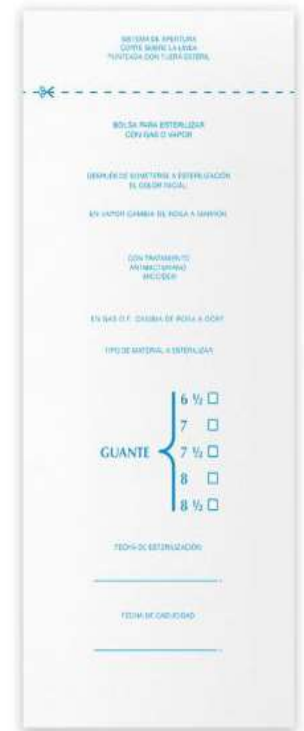 SISTEMA DE APERTURA
CORTE SOBRE LA LINEA
PUNTEADA CON TIJERA ESTÉRIL
BOLSA PARA ESTERILIZAR
CON GAS O VAPOR
DESPUÉS DE SOMETERSE A ESTERILIZACIÓN
EL COLOR INICIAL
EN VAPOR CAMBIA DE ROSA A MARRÓN
CON TRATAMIENTO
ANTIBACTERIANO
EN GAS O.E. CAMBIA DE ROSA A
TIPO DE MATERIAL A ESTERILIZAR
6 ½
7
GUANTE 7 ½
8
8 ½
FECHA DE ESTERILIZACIÓN
FECHA DE CADUCIDAD